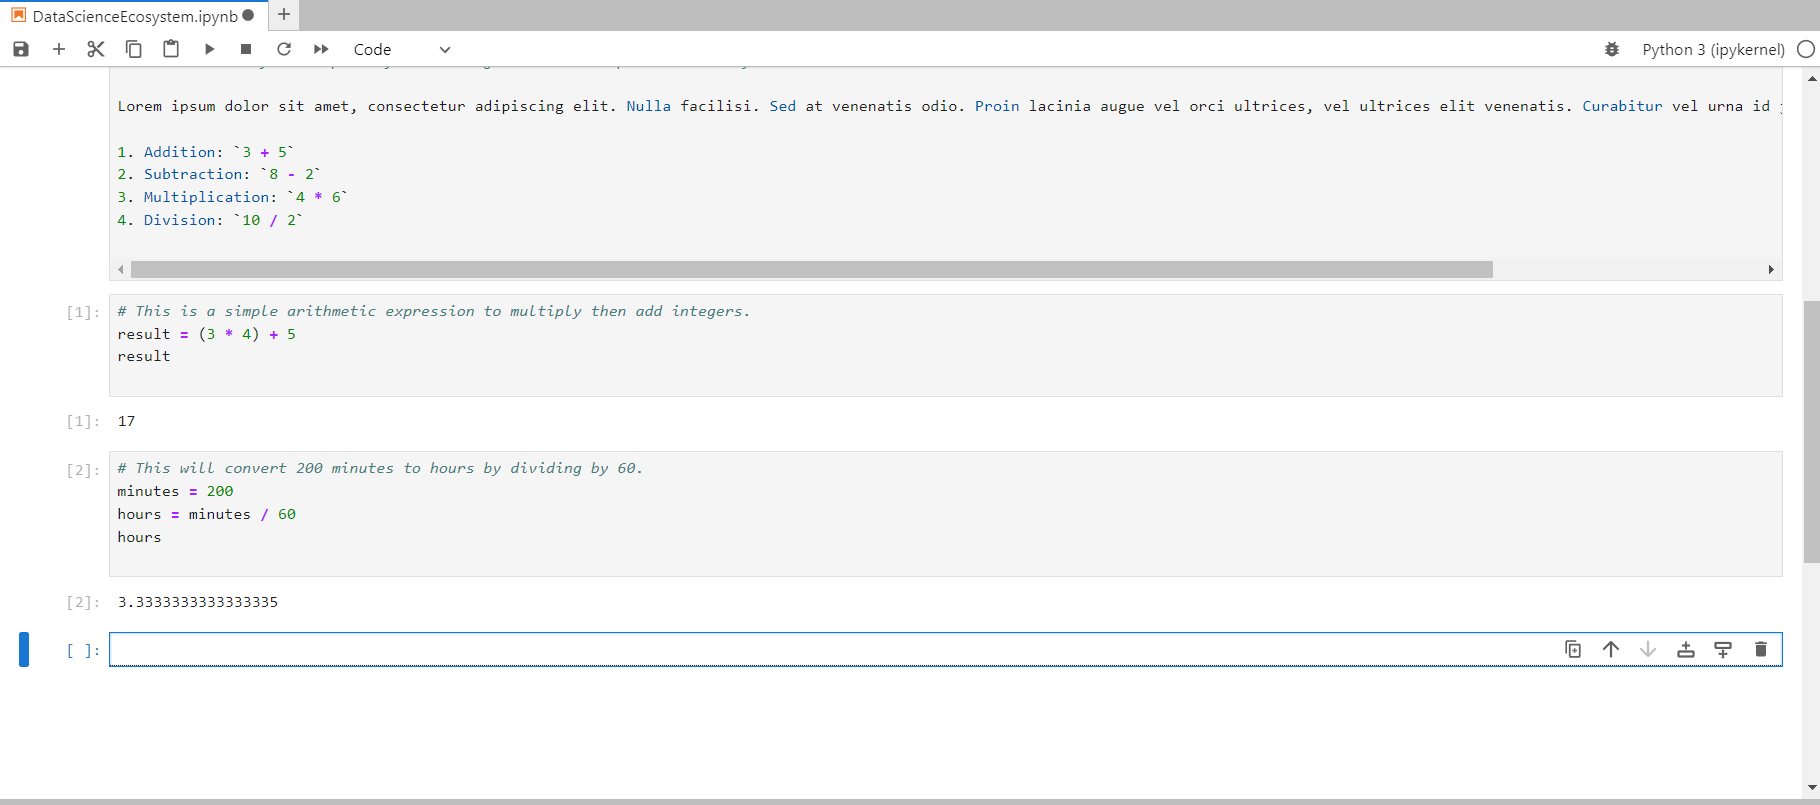 DataScienceEcosystem.ipynb
Code
Python 3 (ipykernel)
Lorem ipsum dolor sit amet, consectetur adipiscing elit. Nulla facilisi. Sed at venenatis odio. Proin lacinia augue vel orci ultrices, vel ultrices elit venenatis. Curabitur vel urna id
1. Addition: `3 + 5`
2. Subtraction: `8 - 2`
3. Multiplication: `4 * 6`
4. Division: `10 / 2`
[1]: # This is a simple arithmetic expression to multiply then add integers.
result = (3 * 4) + 5
result
[1]: 17
[2]: # This will convert 200 minutes to hours by dividing by 60.
minutes = 200
hours = minutes / 60
hours
[2]: 3.3333333333333335
[ ]: